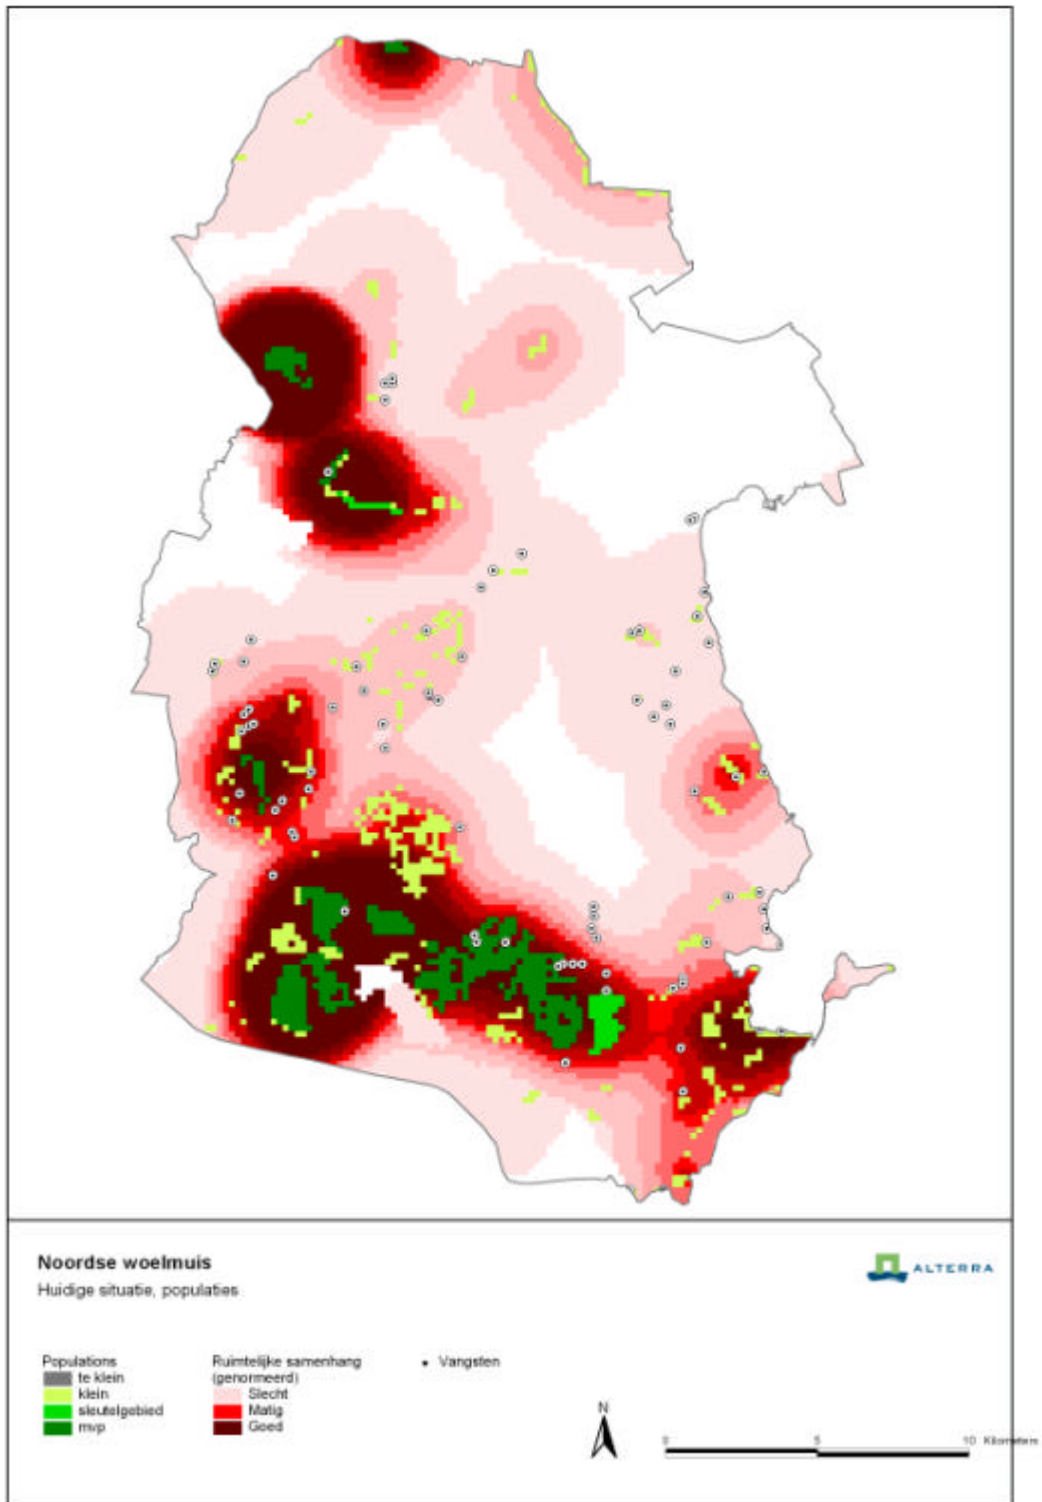 Noordse woelmuis
Huidige situatie, populaties
ALTERRA
Populations
te klein
klein
sleutelgebied
mvp
Ruimtelijke samenhang
(genormeerd)
Slecht
Matig
Goed
Vangsten
N
0 5 10 Kilometers